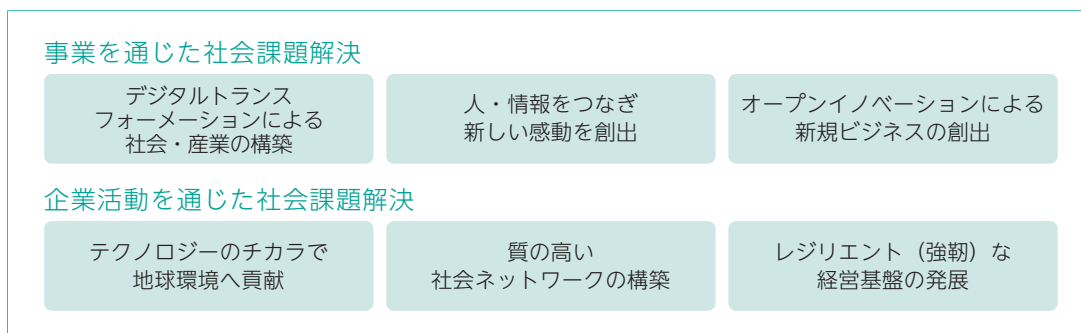 事業を通じた社会課題解決
デジタルトランス
フォーメーションによる
社会・産業の構築
人・情報をつなぎ
新しい感動を創出
オープンイノベーションによる
新規ビジネスの創出
企業活動を通じた社会課題解決
テクノロジーのチカラで
地球環境へ貢献
質の高い
社会ネットワークの構築
レジリエント（強靭）な
経営基盤の発展